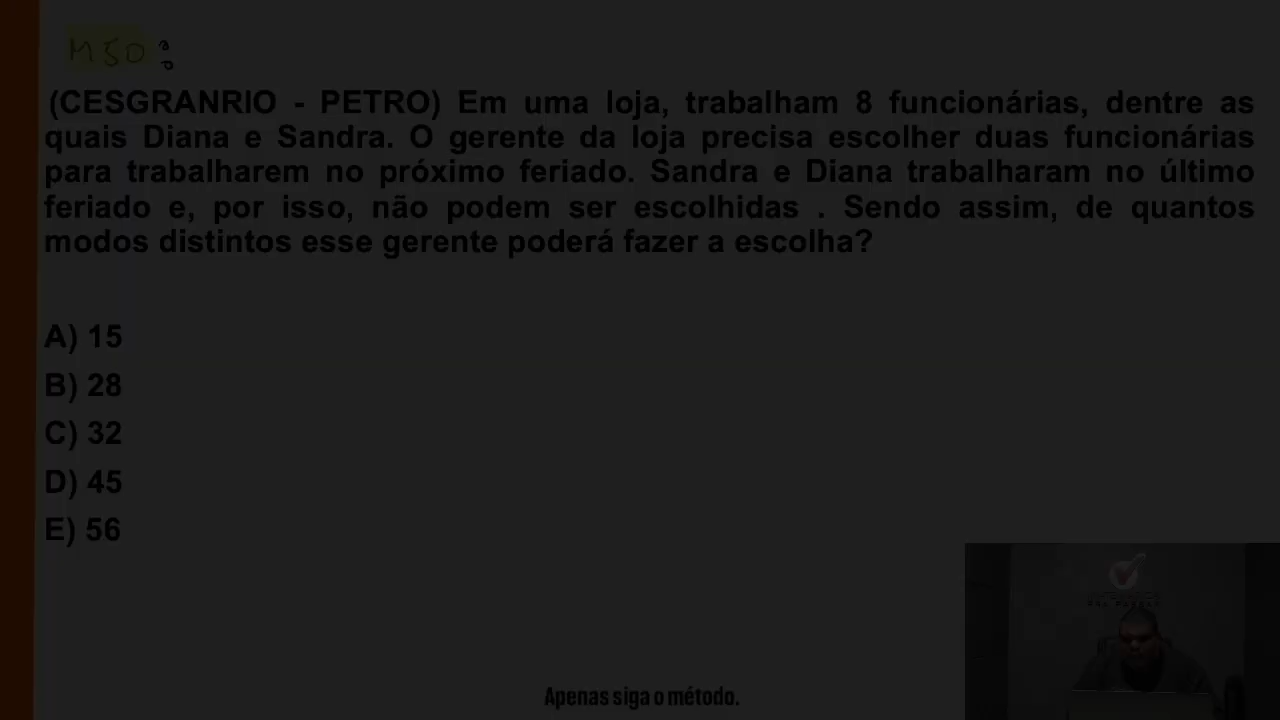 M50:
(CESGRANRIO - PETRO) Em uma loja, trabalham 8 funcionárias, dentre as
quais Diana e Sandra. O gerente da loja precisa escolher duas funcionárias
para trabalharem no próximo feriado. Sandra e Diana trabalharam no último
feriado e, por isso, não podem ser escolhidas . Sendo assim, de quantos
modos distintos esse gerente poderá fazer a escolha?
A) 15
B) 28
C) 32
D) 45
E) 56
Apenas siga o método.